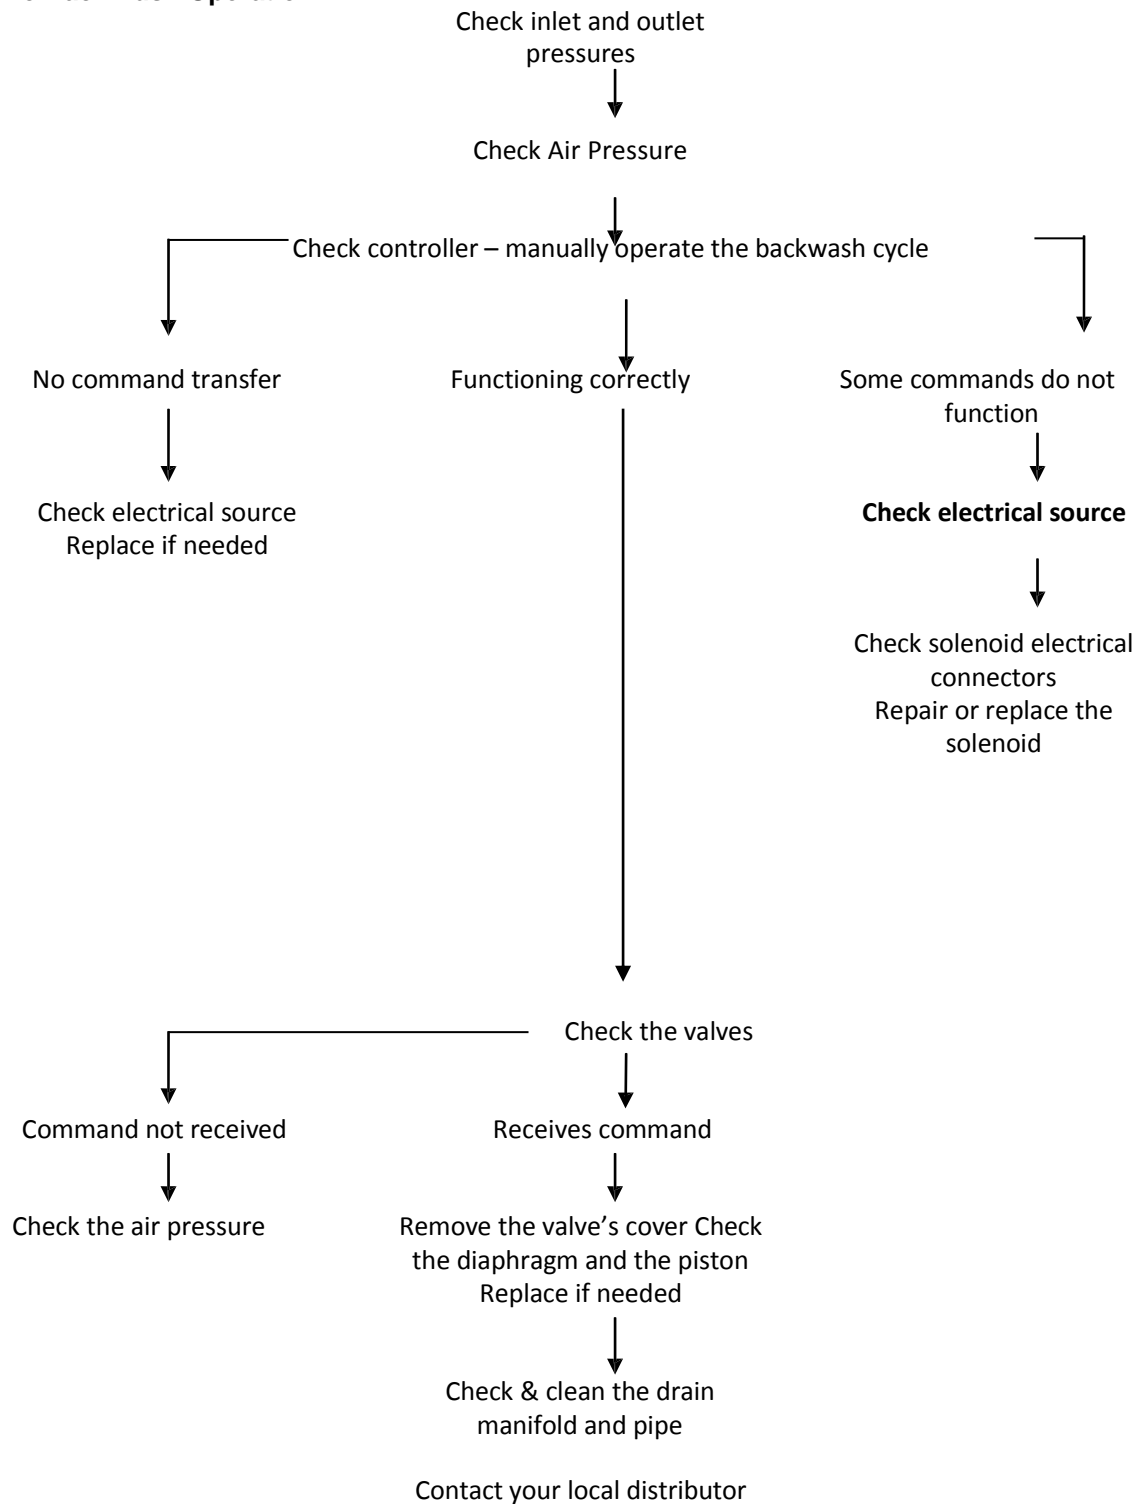 Check inlet and outlet
pressures
Check Air Pressure
Check controller – manually operate the backwash cycle
No command transfer
Functioning correctly
Some commands do not
function
Check electrical source
Replace if needed
Check electrical source
Check solenoid electrical
connectors
Repair or replace the
solenoid
Check the valves
Command not received
Receives command
Check the air pressure
Remove the valve’s cover Check
the diaphragm and the piston
Replace if needed
Check & clean the drain
manifold and pipe
Contact your local distributor